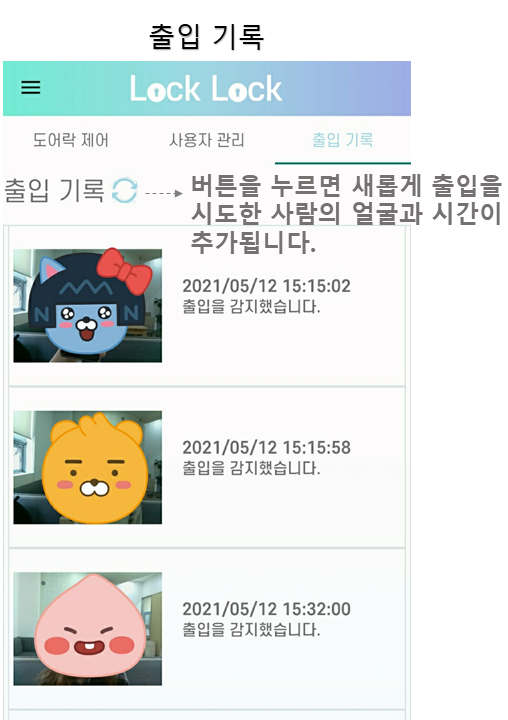 출입 기록
Lock Lock
도어락 제어 사용자 관리 출입 기록
출입 기록
버튼을 누르면 새롭게 출입을
시도한 사람의 얼굴과 시간이
추가됩니다.
N N
2021/05/12 15:15:02
출입을 감지했습니다.
2021/05/12 15:15:58
출입을 감지했습니다.
2021/05/12 15:32:00
출입을 감지했습니다.